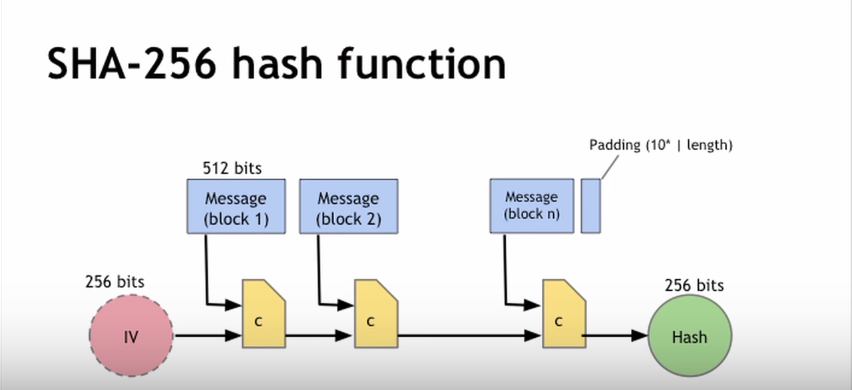 SHA-256 hash function
Padding (10* | length)
512 bits
Message
(block 1)
Message
(block 2)
Message
(block n)
256 bits
IV
c
c
c
256 bits
Hash